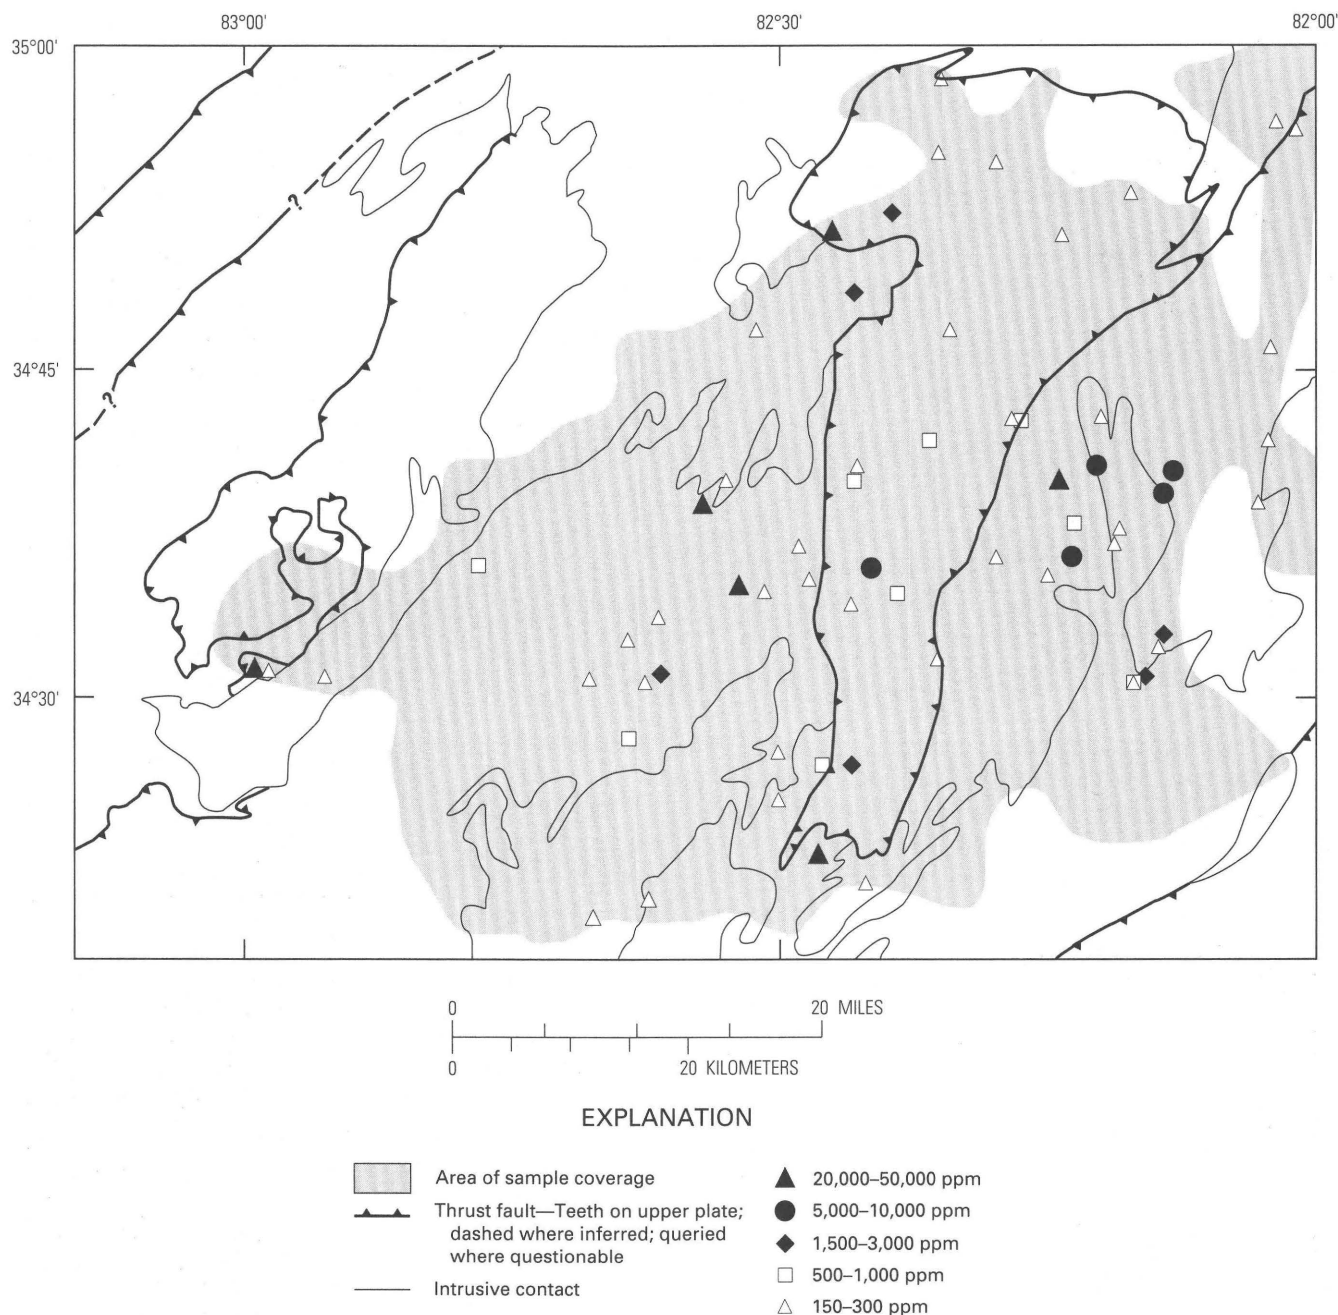 83°00'
82°30'
82°00'
35°00'
?
34°45'
?
34°30'
0
20 MILES
0
20 KILOMETERS
EXPLANATION
Area of sample coverage
Thrust fault—Teeth on upper plate;
dashed where inferred; queried
where questionable
Intrusive contact
20,000–50,000 ppm
5,000–10,000 ppm
1,500–3,000 ppm
500–1,000 ppm
150–300 ppm